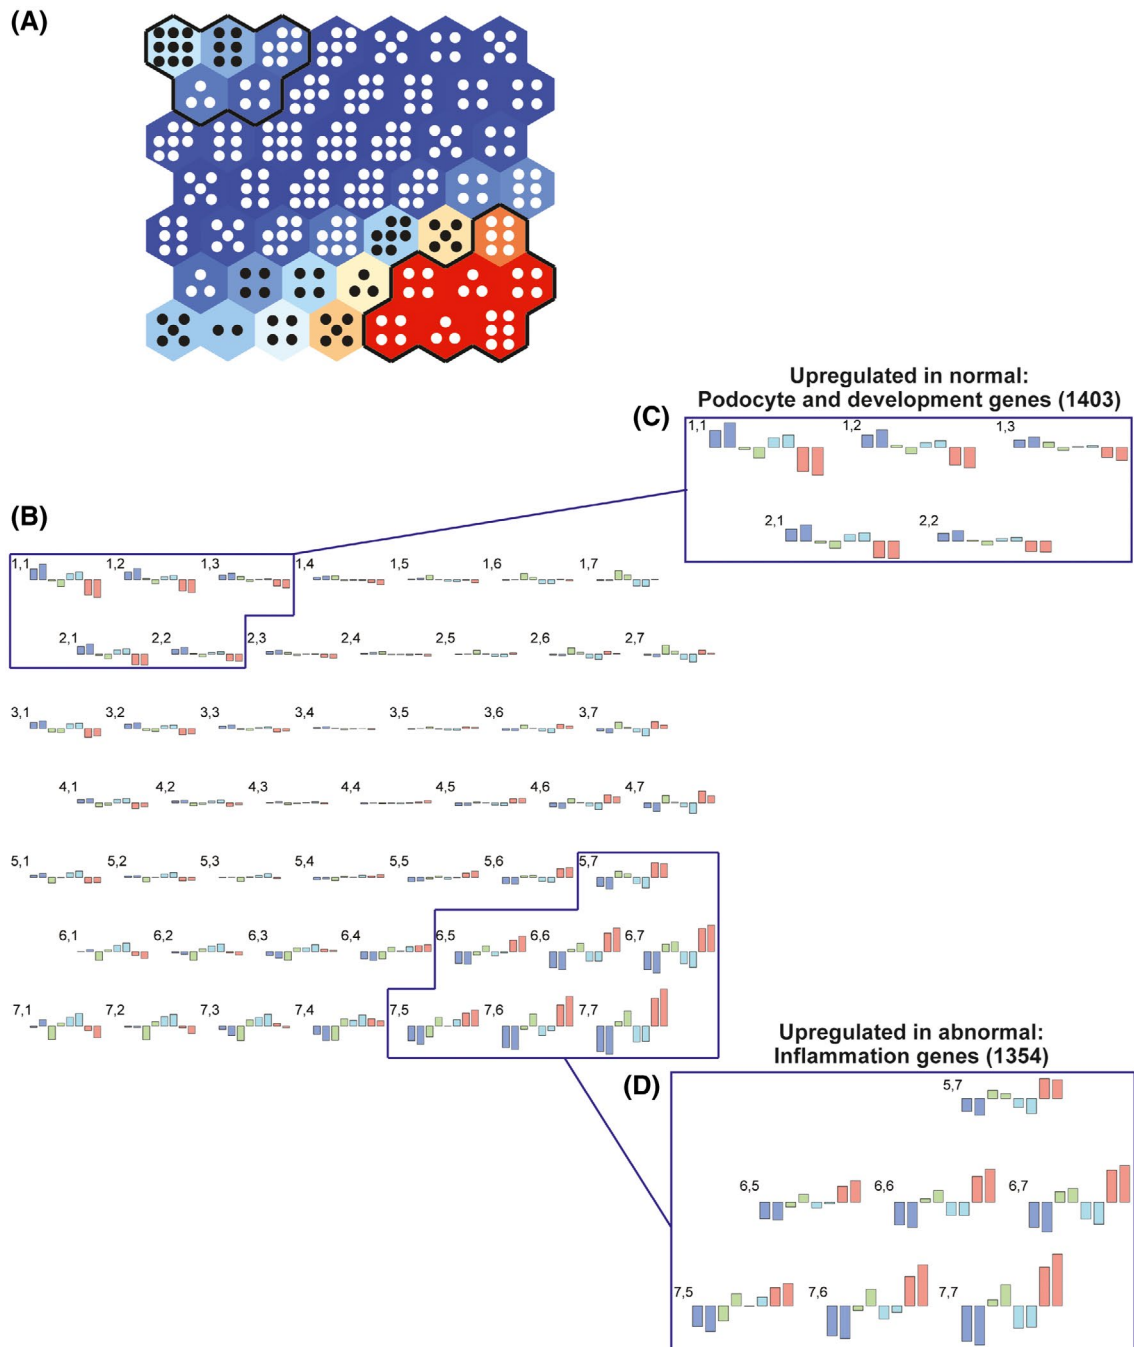 (A)
Upregulated in normal:
Podocyte and development genes (1403)
(C)
1,1 1,2 1,3
2,1 2,2
(B)
1,1 1,2 1,3 1,4 1,5 1,6 1,7
2,1 2,2 2,3 2,4 2,5 2,6 2,7
3,1 3,2 3,3 3,4 3,5 3,6 3,7
4,1 4,2 4,3 4,4 4,5 4,6 4,7
5,1 5,2 5,3 5,4 5,5 5,6 5,7
6,1 6,2 6,3 6,4 6,5 6,6 6,7
7,1 7,2 7,3 7,4 7,5 7,6 7,7
Upregulated in abnormal:
Inflammation genes (1354)
(D)
5,7
6,5 6,6 6,7
7,5 7,6 7,7